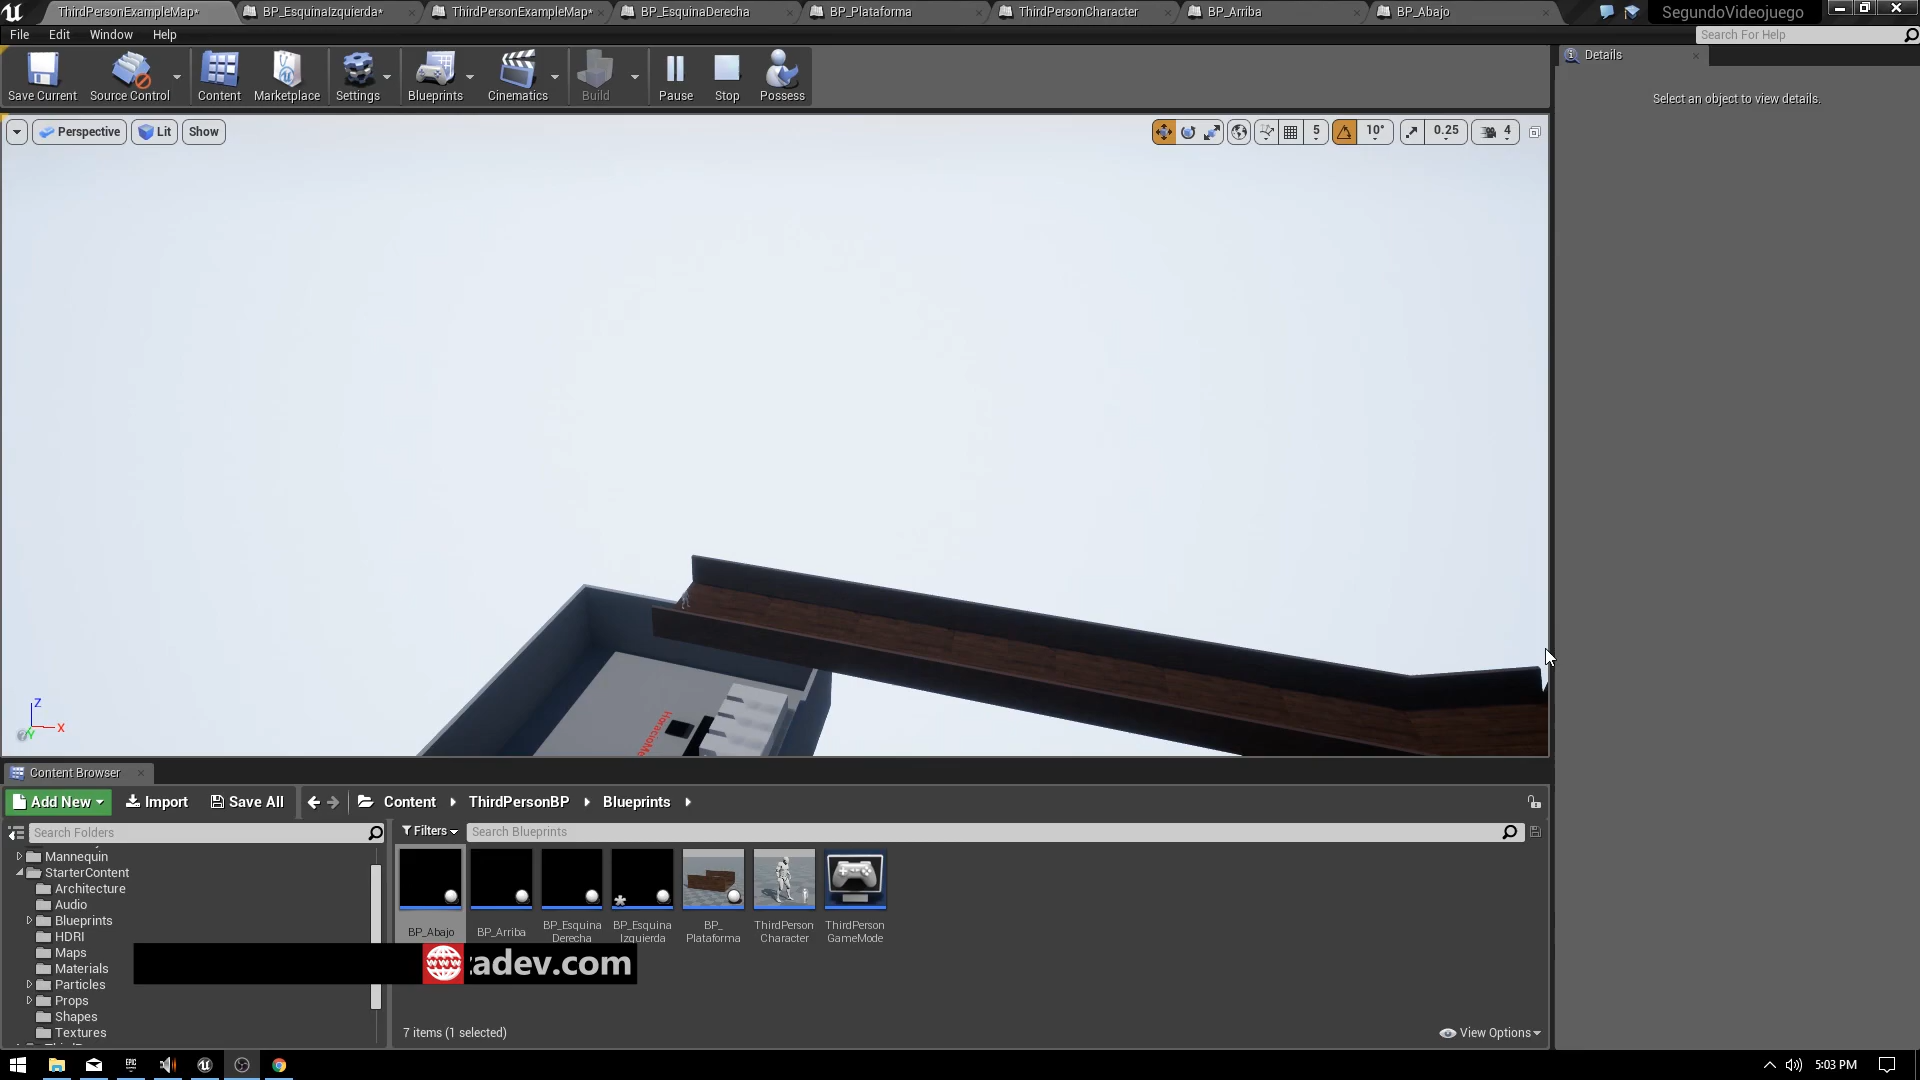 ThirdPersonExampleMap*
BP_EsquinaIzquierda*
ThirdPersonExampleMap*
BP_EsquinaDerecha
BP_Plataforma
ThirdPersonCharacter
BP_Arriba
BP_Abajo
SegundoVideojuego
File Edit Window Help
Search For Help
Save Current
Source Control
Content
Marketplace
Settings
Blueprints
Cinematics
Build
Pause
Stop
Possess
Details
Select an object to view details.
Perspective
Lit
Show
5
10°
0.25
4
Z
X
Y
Content Browser
Add New
Import
Save All
Content
ThirdPersonBP
Blueprints
Search Folders
Filters
Search Blueprints
Mannequin
StarterContent
Architecture
Audio
Blueprints
HDRI
Maps
Materials
Particles
Props
Shapes
Textures
BP_Abajo
BP_Arriba
BP_Esquina
Derecha
BP_Esquina
Izquierda
BP_
Plataforma
ThirdPerson
Character
ThirdPerson
GameMode
www
adev.com
7 items (1 selected)
View Options
EPIC
5:03 PM